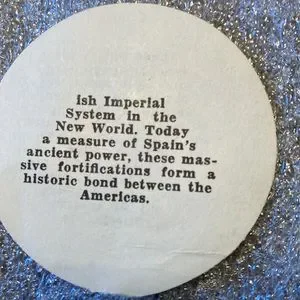 ish Imperial
System in the
New World. Today
a measure of Spain's
ancient power, these mas-
sive fortifications form a
historic bond between the
Americas.